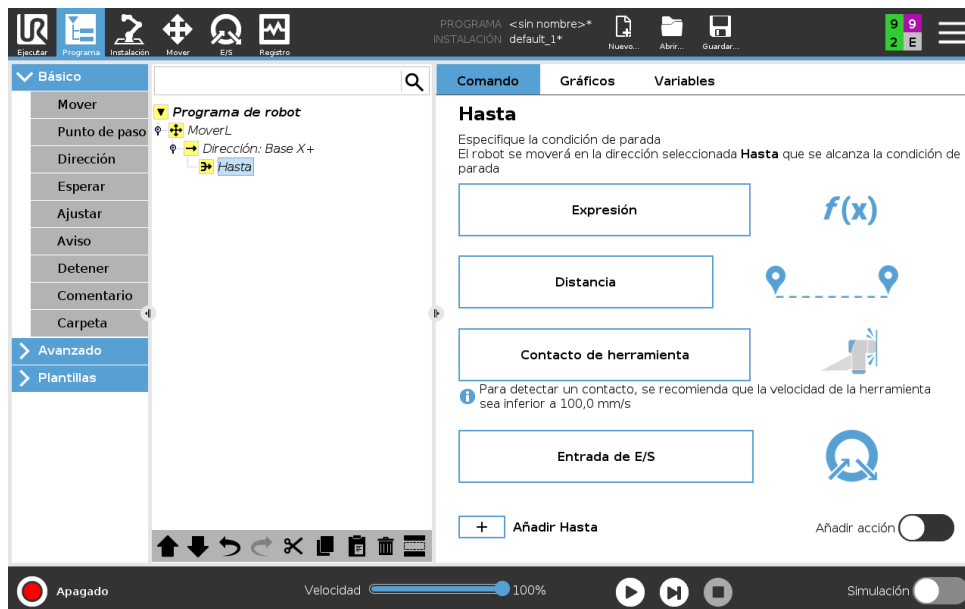 PROGRAMA <sin nombre>*
INSTALACIÓN default_1*
UR
Ejecutar Programa Instalación Mover E/S Registro
Nuevo... Abrir... Guardar...
9 9
2 E
Básico
Mover
Punto de paso
Dirección
Esperar
Ajustar
Aviso
Detener
Comentario
Carpeta
Avanzado
Plantillas
Programa de robot
MoverL
Dirección: Base X+
Hasta
Comando Gráficos Variables
Hasta
Especifique la condición de parada
El robot se moverá en la dirección seleccionada Hasta que se alcanza la condición de
parada
Expresión
f(x)
Distancia
Contacto de herramienta
Para detectar un contacto, se recomienda que la velocidad de la herramienta
sea inferior a 100,0 mm/s
Entrada de E/S
+ Añadir Hasta
Añadir acción
Apagado
Velocidad 100%
Simulación